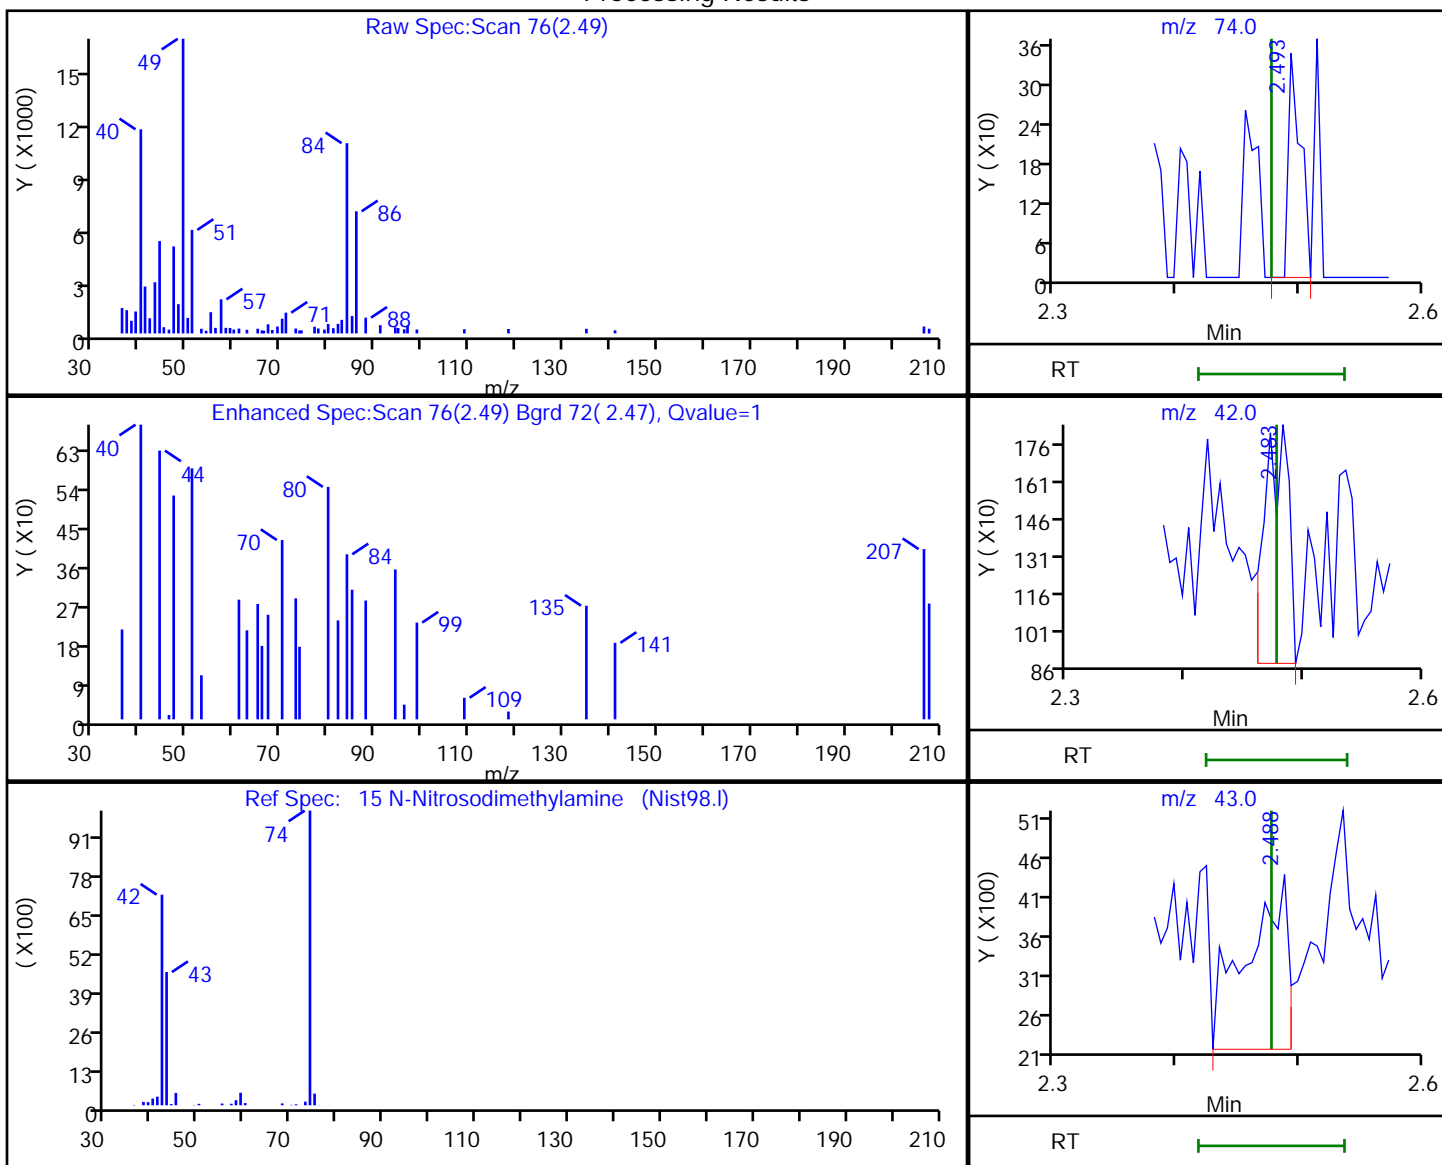 Processing Results
Raw Spec:Scan 76(2.49)
Y ( X1000)
15
12
9
6
3
0
49
40
84
86
51
57
71
88
30 50 70 90 110 130 150 170 190 210
m/z
m/z 74.0
Y ( X10)
36
30
24
18
12
6
0
2.493
2.3 2.6
Min
RT
Enhanced Spec:Scan 76(2.49) Bgrd 72( 2.47), Qvalue=1
Y ( X10)
63
54
45
36
27
18
9
0
40
44
80
70
84
99
109
135
141
207
30 50 70 90 110 130 150 170 190 210
m/z
m/z 42.0
Y ( X10)
176
161
146
131
116
101
86
2.483
2.3 2.6
Min
RT
Ref Spec: 15 N-Nitrosodimethylamine (Nist98.l)
( X100)
91
78
65
52
39
26
13
0
74
42
43
30 50 70 90 110 130 150 170 190 210
m/z 43.0
Y ( X100)
51
46
41
36
31
26
21
2.488
2.3 2.6
Min
RT